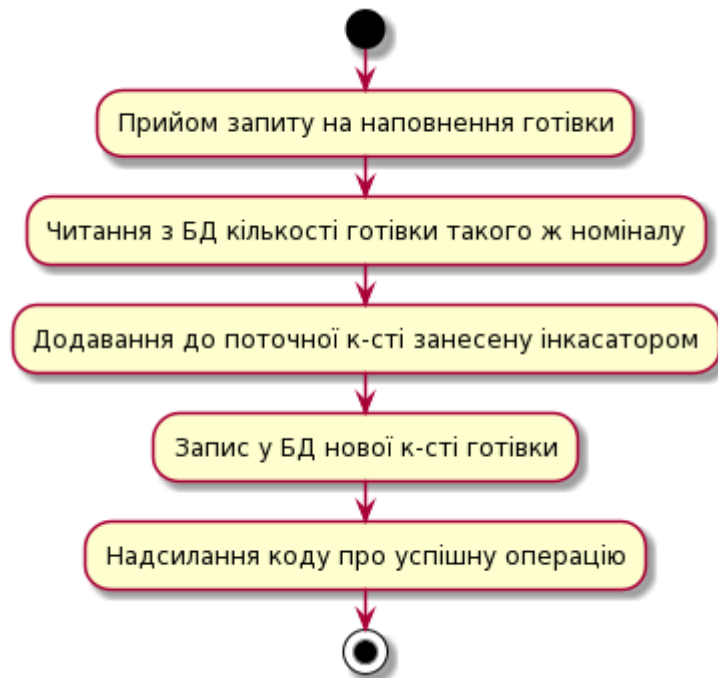 Прийом запиту на наповнення готівки
Читання з БД кількості готівки такого ж номіналу
Додавання до поточної к-сті занесену інкасатором
Запис у БД нової к-сті готівки
Надсилання коду про успішну операцію